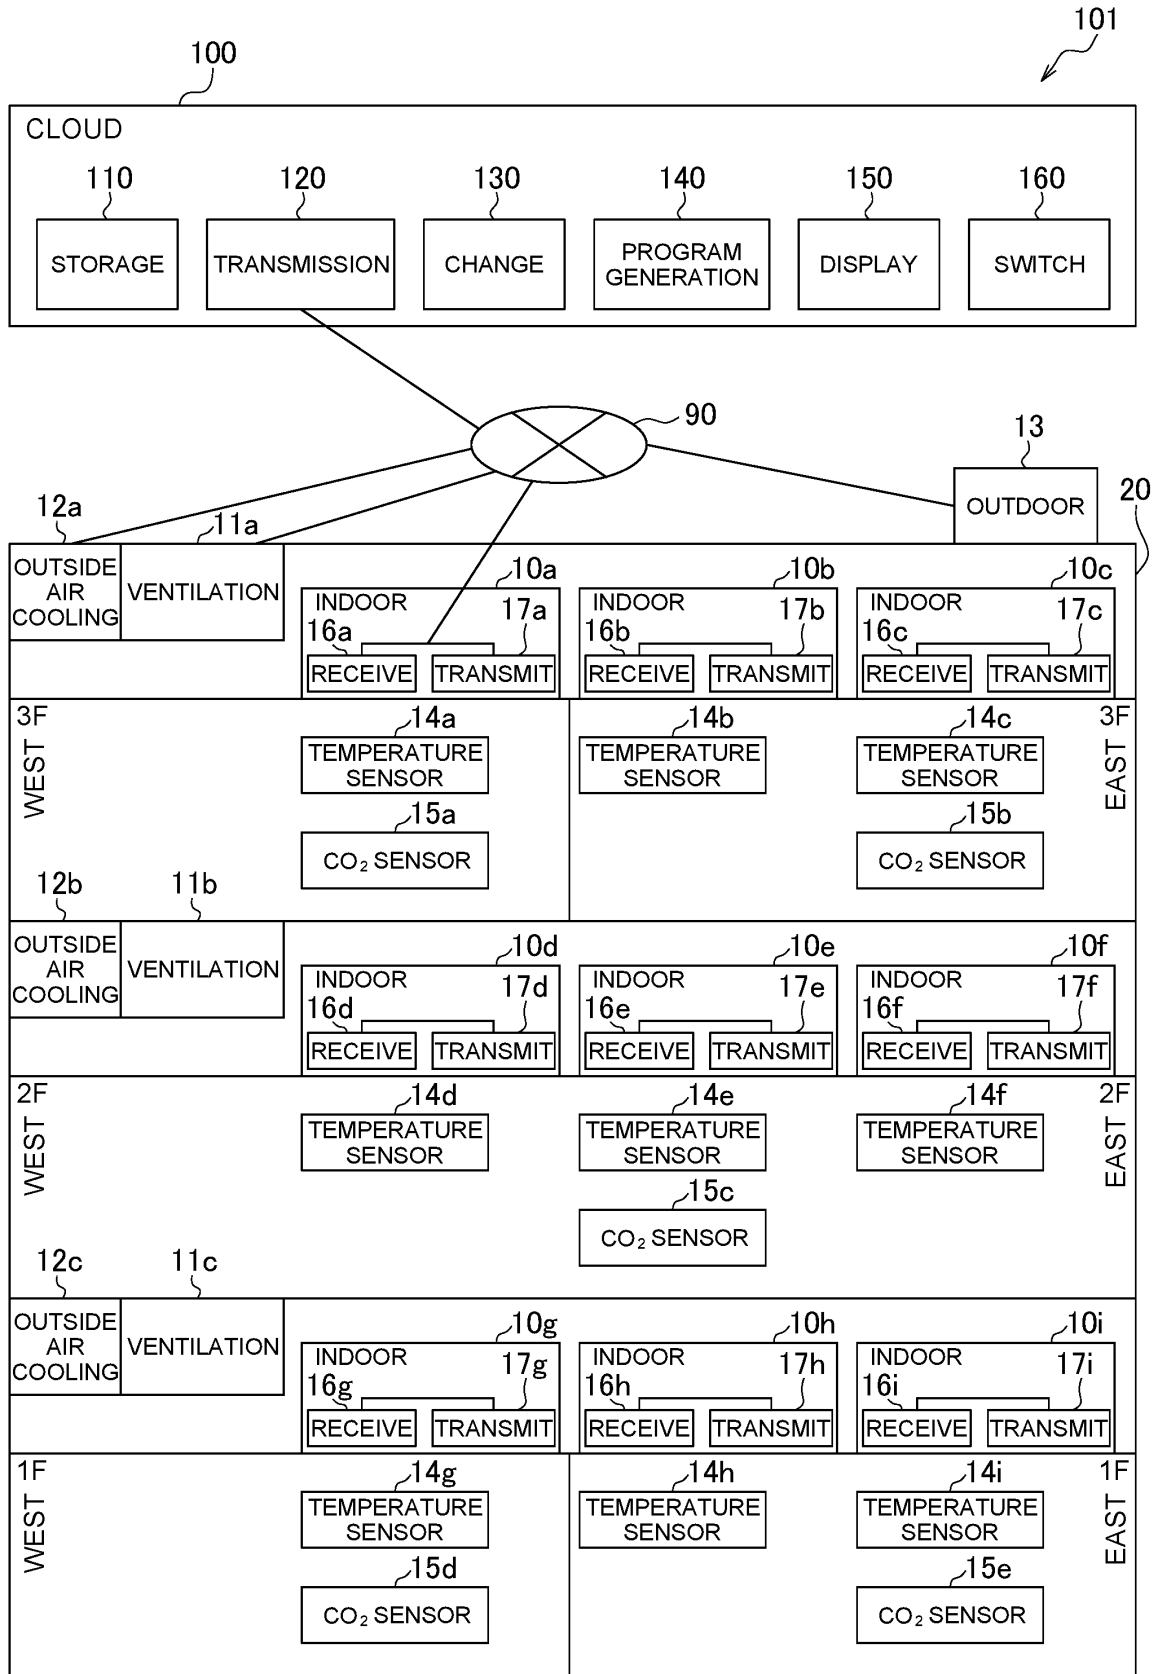 101
100
CLOUD
110 120 130 140 150 160
STORAGE
TRANSMISSION
CHANGE
PROGRAM
GENERATION
DISPLAY
SWITCH
90
13
OUTDOOR
20
12a
11a
OUTSIDE
AIR
COOLING
VENTILATION
10a
INDOOR
16a
17a
RECEIVE
TRANSMIT
10b
INDOOR
16b
17b
RECEIVE
TRANSMIT
10c
INDOOR
16c
17c
RECEIVE
TRANSMIT
3F
WEST
14a
TEMPERATURE
SENSOR
15a
CO₂ SENSOR
14b
TEMPERATURE
SENSOR
14c
TEMPERATURE
SENSOR
15b
CO₂ SENSOR
3F
EAST
12b
11b
OUTSIDE
AIR
COOLING
VENTILATION
10d
INDOOR
16d
17d
RECEIVE
TRANSMIT
10e
INDOOR
16e
17e
RECEIVE
TRANSMIT
10f
INDOOR
16f
17f
RECEIVE
TRANSMIT
2F
WEST
14d
TEMPERATURE
SENSOR
14e
TEMPERATURE
SENSOR
15c
CO₂ SENSOR
14f
TEMPERATURE
SENSOR
2F
EAST
12c
11c
OUTSIDE
AIR
COOLING
VENTILATION
10g
INDOOR
16g
17g
RECEIVE
TRANSMIT
10h
INDOOR
16h
17h
RECEIVE
TRANSMIT
10i
INDOOR
16i
17i
RECEIVE
TRANSMIT
1F
WEST
14g
TEMPERATURE
SENSOR
15d
CO₂ SENSOR
14h
TEMPERATURE
SENSOR
14i
TEMPERATURE
SENSOR
15e
CO₂ SENSOR
1F
EAST